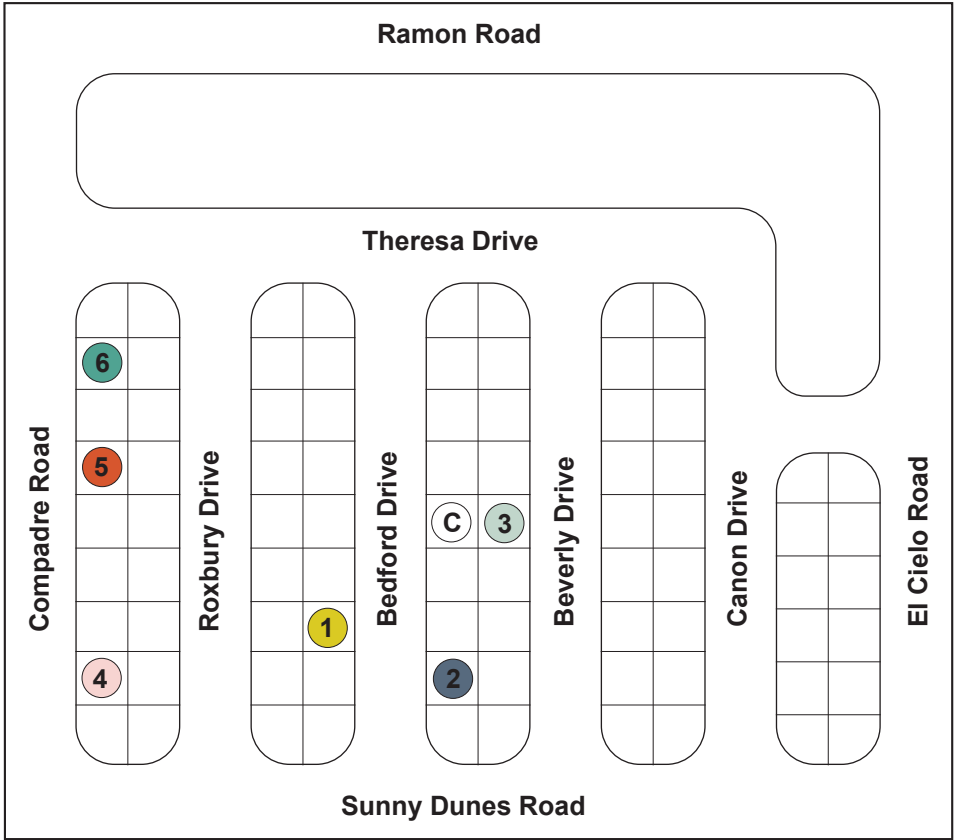 Ramon Road
Theresa Drive
6
5
Compadre Road
Roxbury Drive
Bedford Drive
C
3
Beverly Drive
Canon Drive
El Cielo Road
1
4
2
Sunny Dunes Road